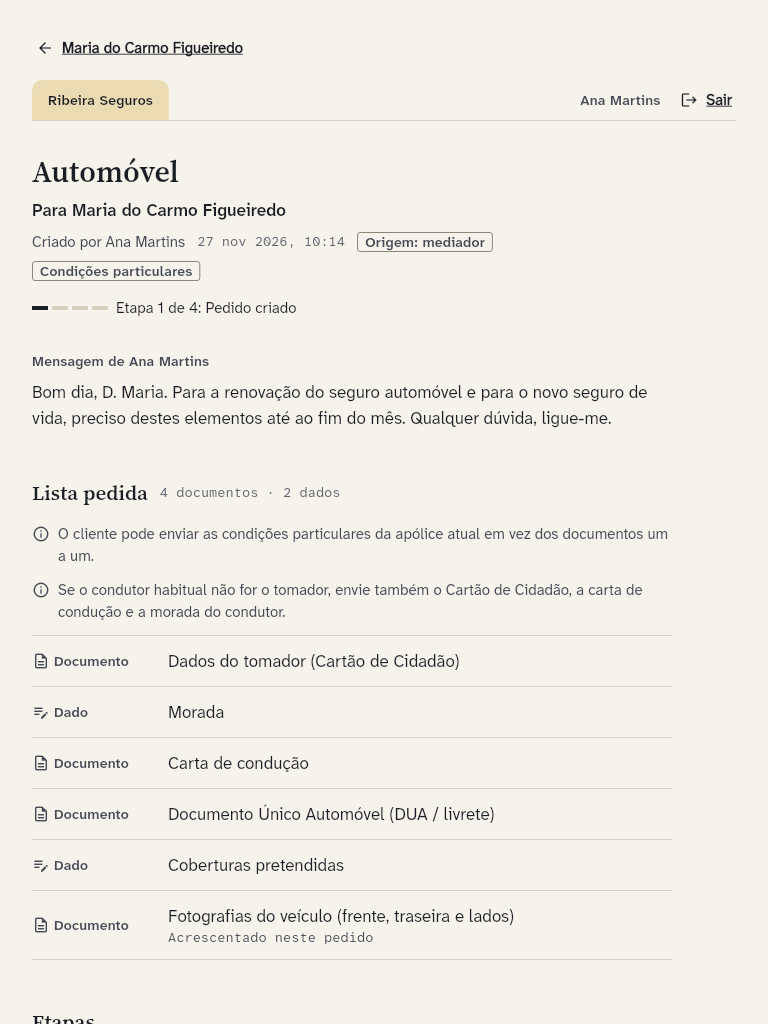 Maria do Carmo Figueiredo
Ribeira Seguros
Ana Martins
Sair
Automóvel
Para Maria do Carmo Figueiredo
Criado por Ana Martins 27 nov 2026, 10:14 Origem: mediador
Condições particulares
Etapa 1 de 4: Pedido criado
Mensagem de Ana Martins
Bom dia, D. Maria. Para a renovação do seguro automóvel e para o novo seguro de
vida, preciso destes elementos até ao fim do mês. Qualquer dúvida, ligue-me.
Lista pedida 4 documentos · 2 dados
O cliente pode enviar as condições particulares da apólice atual em vez dos documentos um
a um.
Se o condutor habitual não for o tomador, envie também o Cartão de Cidadão, a carta de
condução e a morada do condutor.
Documento Dados do tomador (Cartão de Cidadão)
Dado Morada
Documento Carta de condução
Documento Documento Único Automóvel (DUA / livrete)
Dado Coberturas pretendidas
Documento Fotografias do veículo (frente, traseira e lados)
Acrescentado neste pedido
Etapas